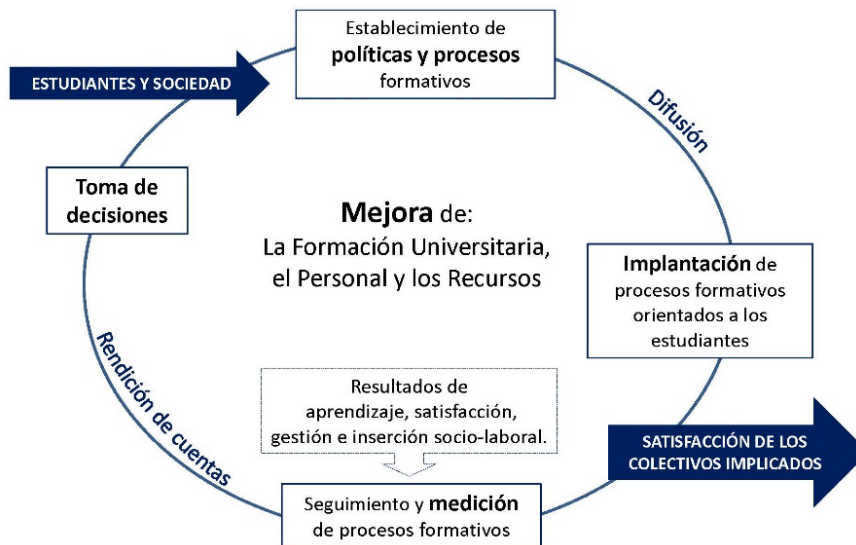 Establecimiento de
políticas y procesos
formativos
ESTUDIANTES Y SOCIEDAD
Difusión
Toma de
decisiones
Mejora de:
La Formación Universitaria,
el Personal y los Recursos
Implantación de
procesos formativos
orientados a los
estudiantes
Rendición de cuentas
Resultados de
aprendizaje, satisfacción,
gestión e inserción socio-laboral.
SATISFACCIÓN DE LOS
COLECTIVOS IMPLICADOS
Seguimiento y medición
de procesos formativos